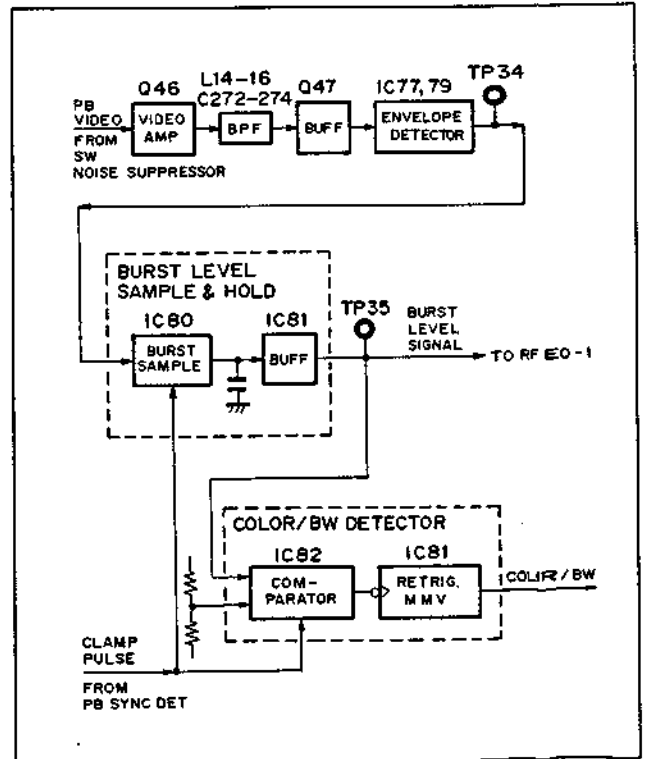 Q46
L14-16
C272-274
Q47
IC77, 79
TP34
PB
VIDEO
FROM
SW
NOISE SUPPRESSOR
VIDEO
AMP
BPF
BUFF
ENVELOPE
DETECTOR
BURST LEVEL
SAMPLE & HOLD
IC80
IC81
BURST
SAMPLE
BUFF
TP35
BURST
LEVEL
SIGNAL
TO RF EQ-1
COLOR/BW DETECTOR
IC82
IC81
COM-
PARATOR
RETRIG.
MMV
COLIR/BW
CLAMP
PULSE
FROM
PB SYNC DET